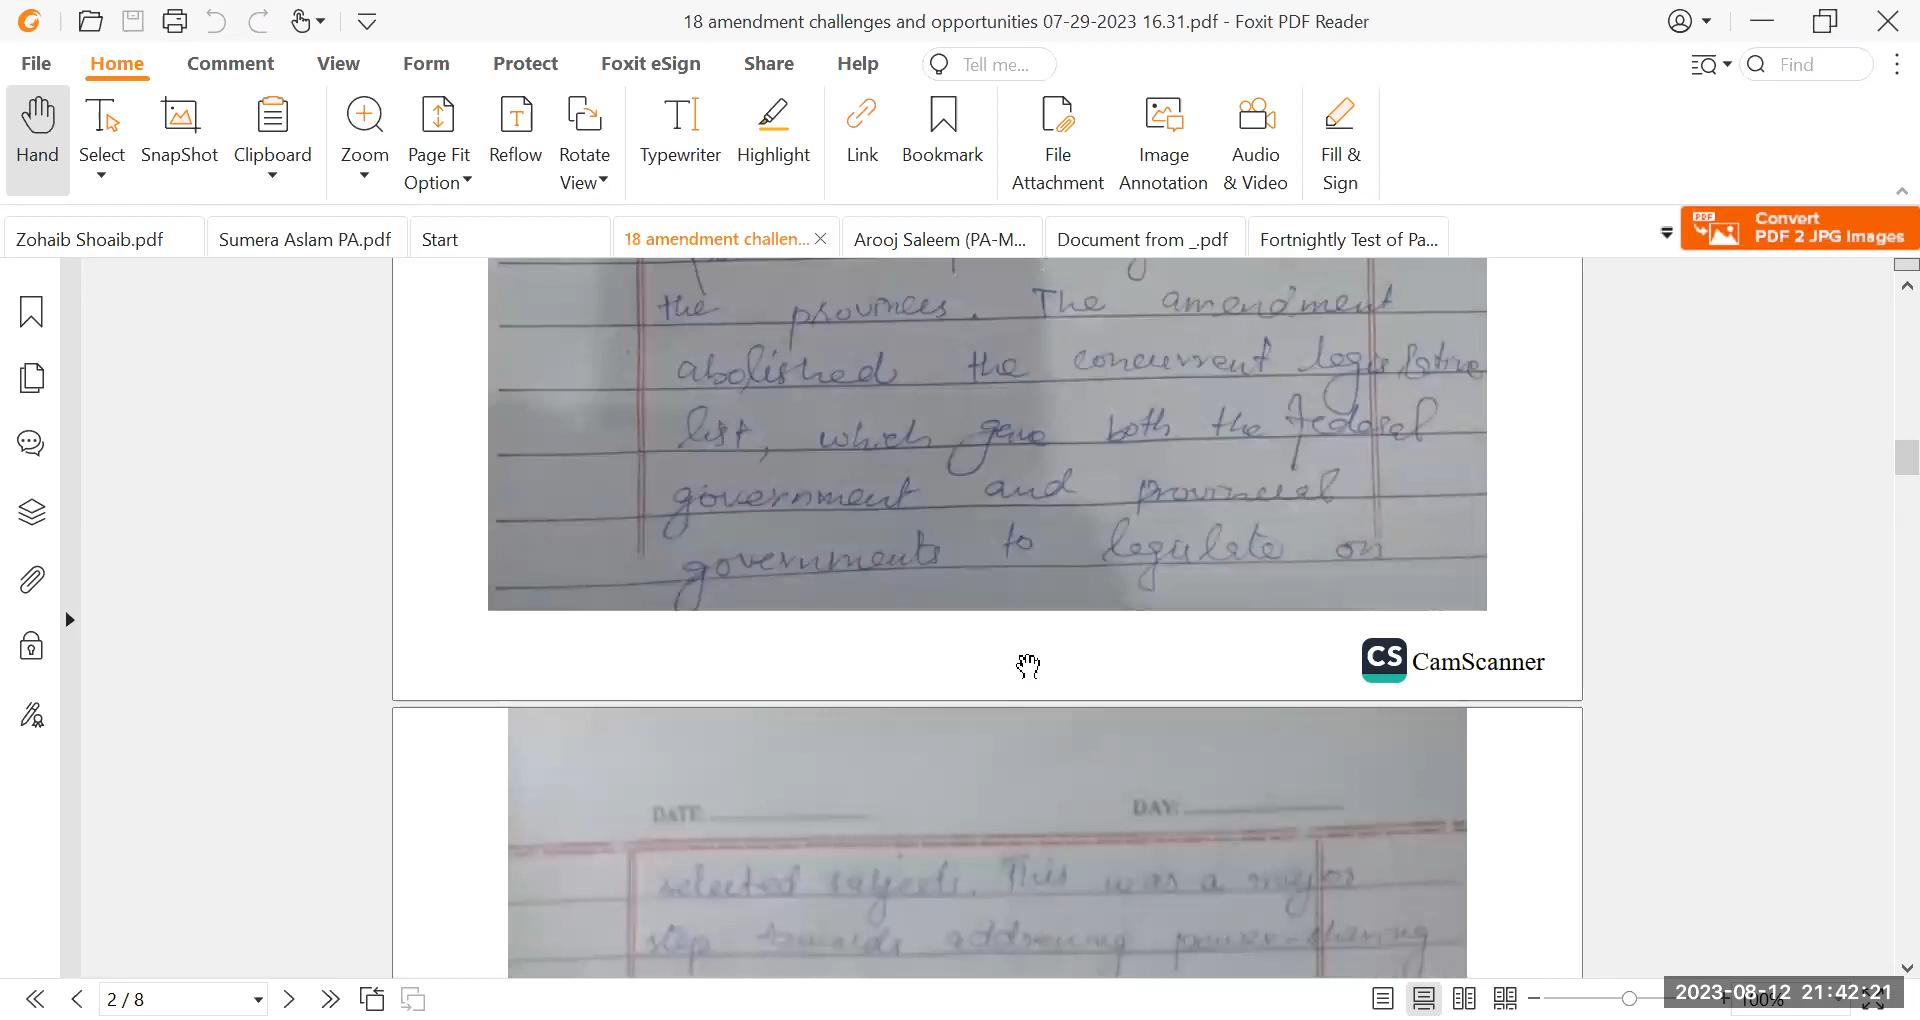 18 amendment challenges and opportunities 07-29-2023 16.31.pdf - Foxit PDF Reader
File Home Comment View Form Protect Foxit eSign Share Help Tell me... Find
Hand Select SnapShot Clipboard Zoom Page Fit Option Reflow Rotate View Typewriter Highlight Link Bookmark File Attachment Image Annotation Audio & Video Fill & Sign
Zohaib Shoaib.pdf Sumera Aslam PA.pdf Start 18 amendment challen... Arooj Saleem (PA-M... Document from _.pdf Fortnightly Test of Pa...
PDF Convert
PDF 2 JPG Images
the provinces. The amendment
abolished the concurrent legislative
list, which gave both the federal
government and provincial
governments to legislate on
CS CamScanner
DATE: DAY:
selected subjects. This was a major
step towards addressing power-sharing
2 / 8
2023-08-12 21:42:21
100%